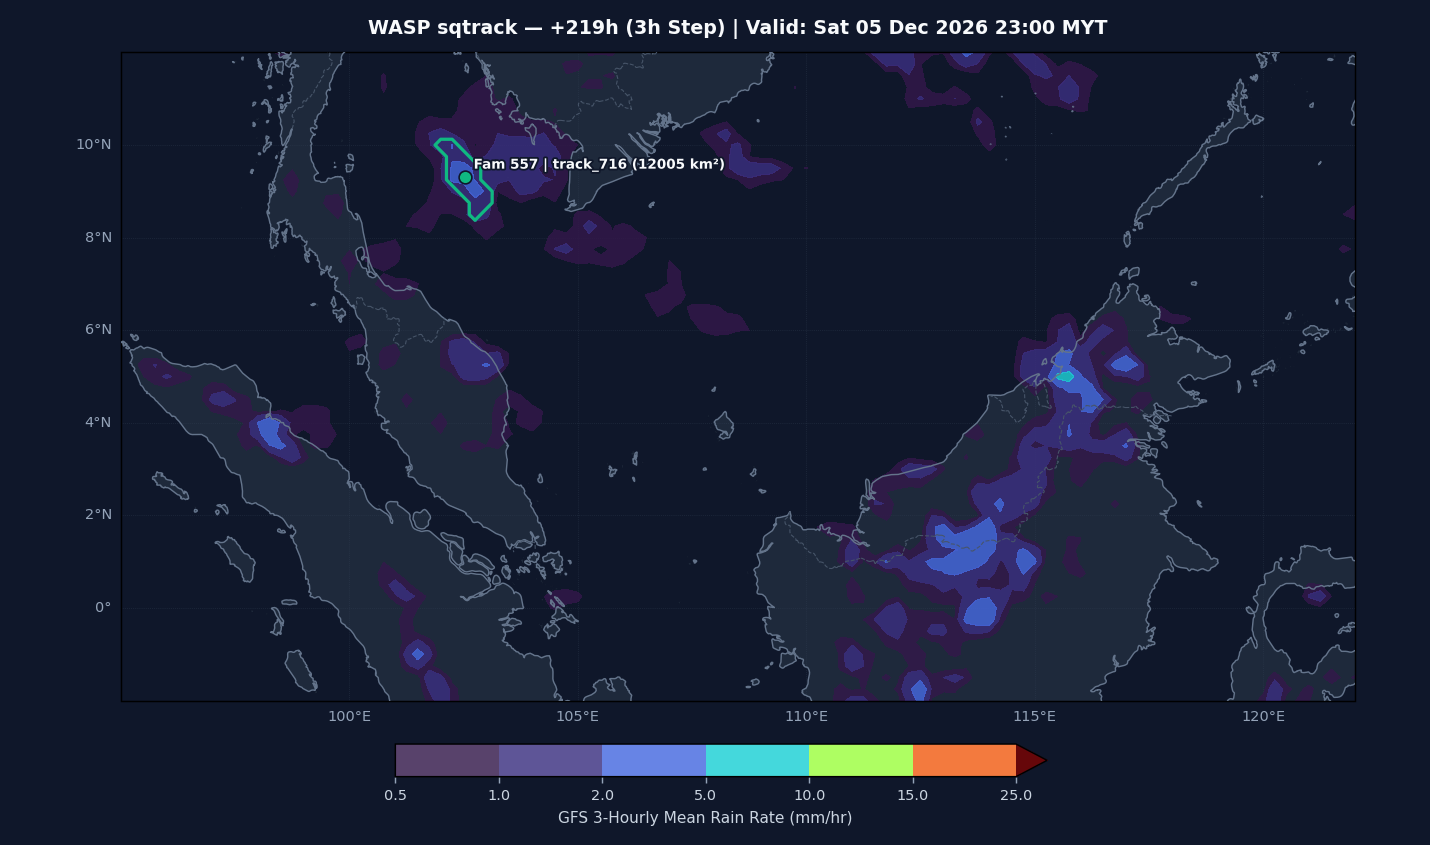 WASP sqtrack — +219h (3h Step) | Valid: Sat 05 Dec 2026 23:00 MYT
10°N
8°N
6°N
4°N
2°N
0°
Fam 557 | track_716 (12005 km²)
100°E 105°E 110°E 115°E 120°E
0.5 1.0 2.0 5.0 10.0 15.0 25.0
GFS 3-Hourly Mean Rain Rate (mm/hr)